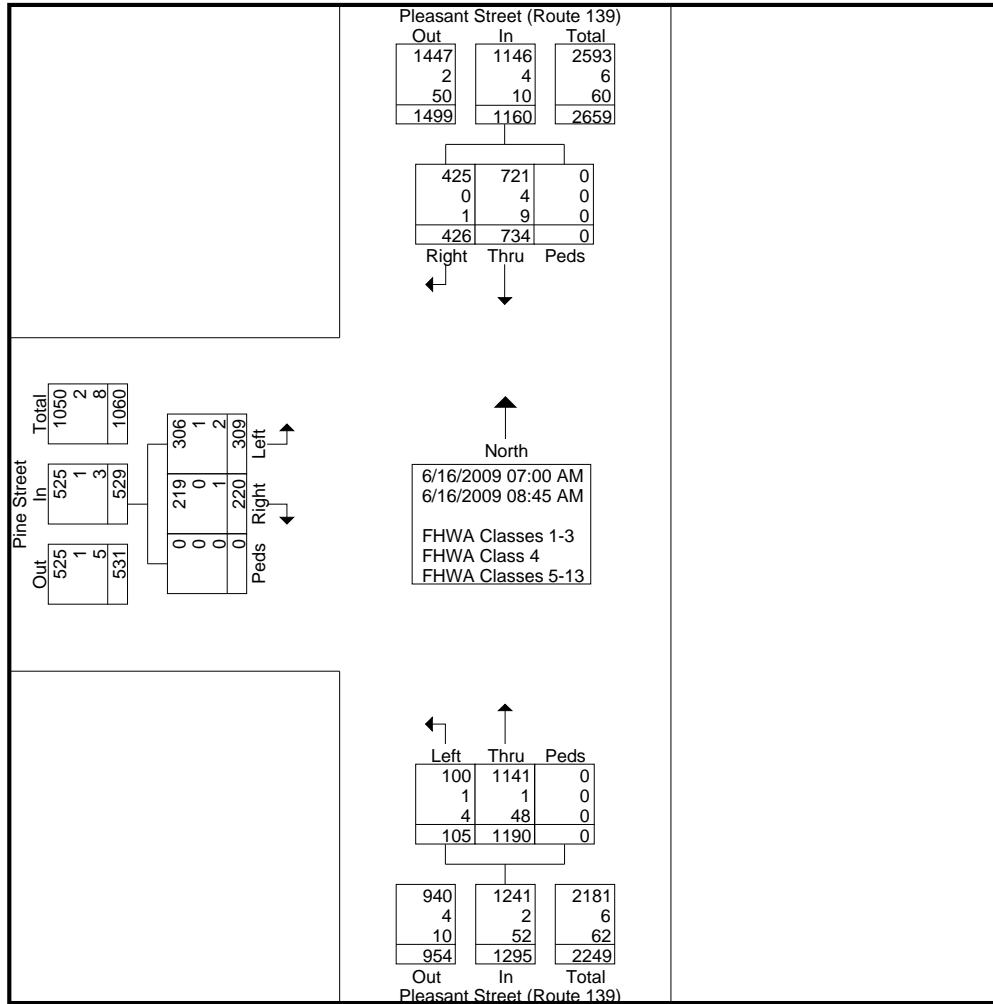 Pleasant Street (Route 139)
Out In Total
1447 1146 2593
2 4 6
50 10 60
1499 1160 2659
425 721 0
0 4 0
1 9 0
426 734 0
Right Thru Peds
Pine Street
Total
1050
2
8
1060
In
525
1
3
529
Out
525
1
5
531
306
1
2
309
Left
219
0
1
220
Right
0
0
0
0
Peds
North
6/16/2009 07:00 AM
6/16/2009 08:45 AM
FHWA Classes 1-3
FHWA Class 4
FHWA Classes 5-13
Left Thru Peds
100 1141 0
1 1 0
4 48 0
105 1190 0
940 1241 2181
4 2 6
10 52 62
954 1295 2249
Out In Total
Pleasant Street (Route 139)